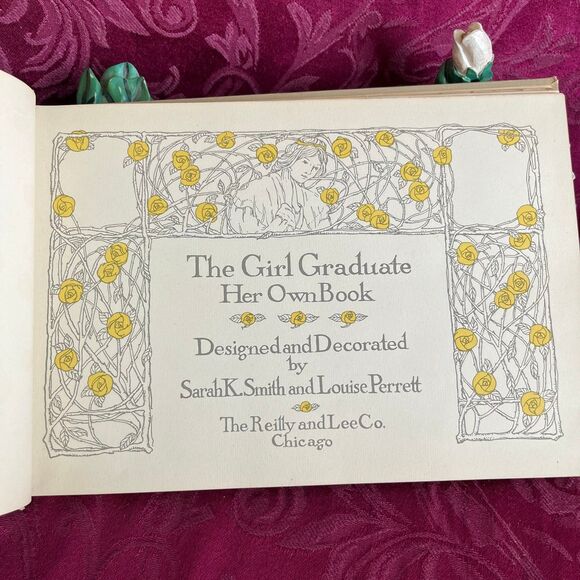 The Girl Graduate
Her Own Book
Designed and Decorated
by
Sarah K. Smith and Louise Perrett
The Reilly and Lee Co.
Chicago